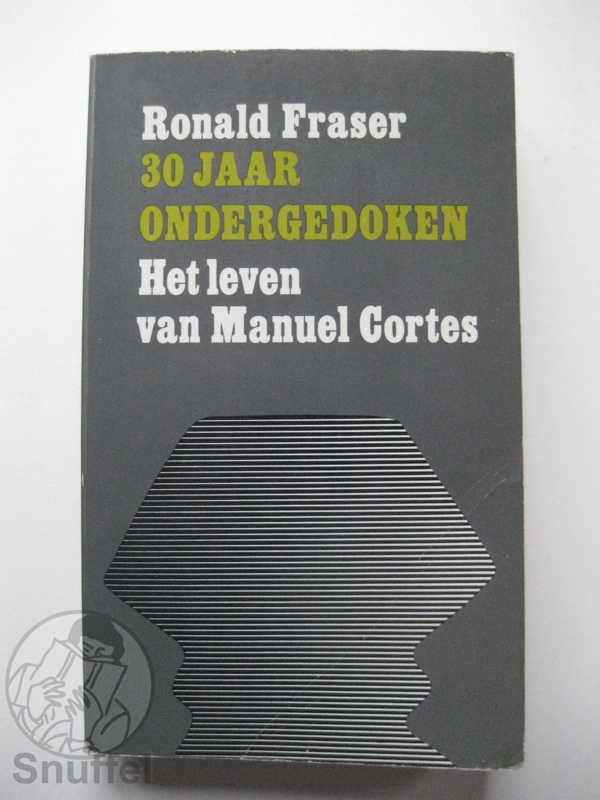 Ronald Fraser
30 JAAR
ONDERGEDOKEN
Het leven
van Manuel Cortes
Snuffel